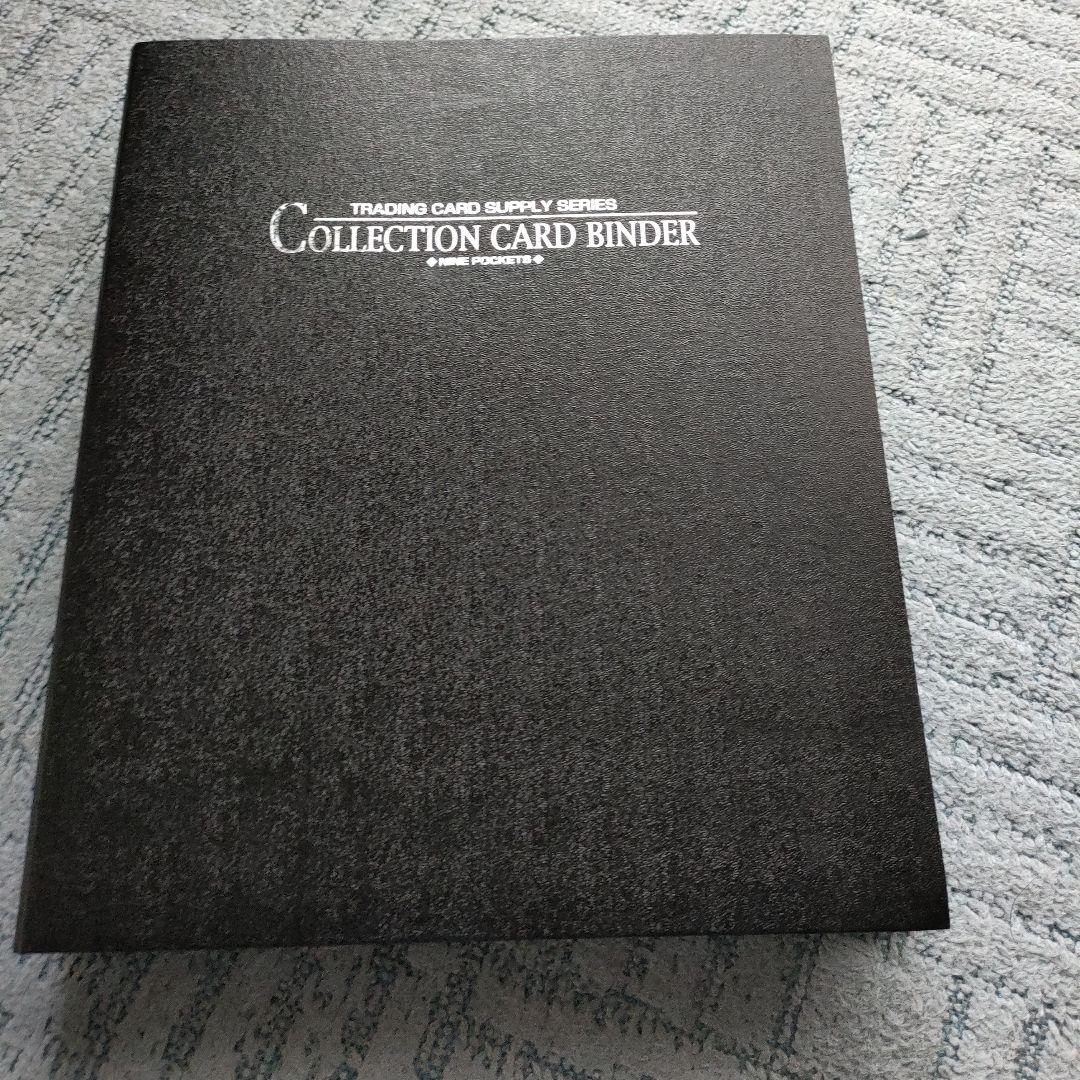 TRADING CARD SUPPLY SERIES
COLLECTION CARD BINDER
◆NINE POCKETS◆